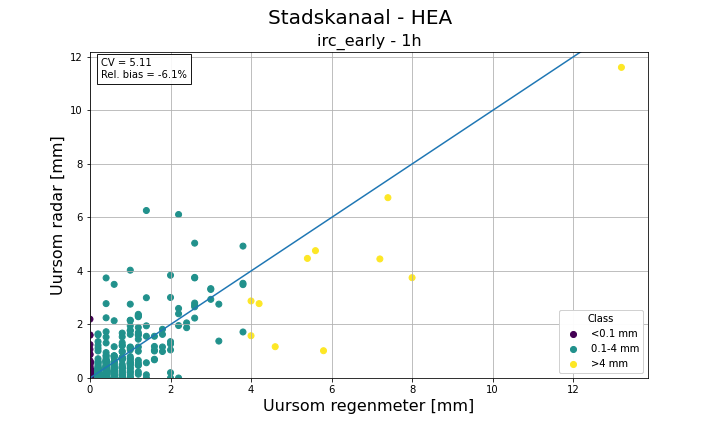 Stadskanaal - HEA
irc_early - 1h
CV = 5.11
Rel. bias = -6.1%
12
10
8
6
4
2
0
Uursom radar [mm]
Class
<0.1 mm
0.1-4 mm
>4 mm
0 2 4 6 8 10 12
Uursom regenmeter [mm]